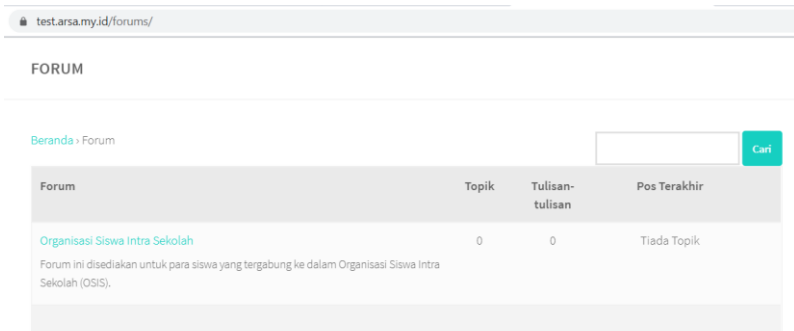 test.arsa.my.id/forums/
FORUM
Beranda › Forum
Cari
Forum Topik Tulisan-tulisan Pos Terakhir
Organisasi Siswa Intra Sekolah 0 0 Tiada Topik
Forum ini disediakan untuk para siswa yang tergabung ke dalam Organisasi Siswa Intra
Sekolah (OSIS).